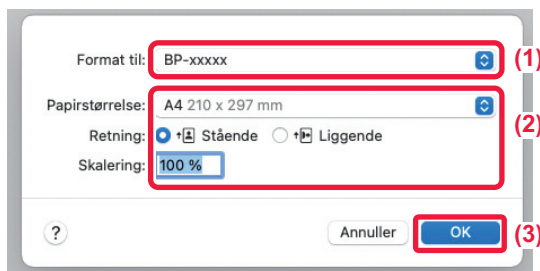 Format til: BP-xxxxx (1)
Papirstørrelse: A4 210 x 297 mm
(2)
Retning: Stående Liggende
Skalering: 100 %
? Annuller OK (3)